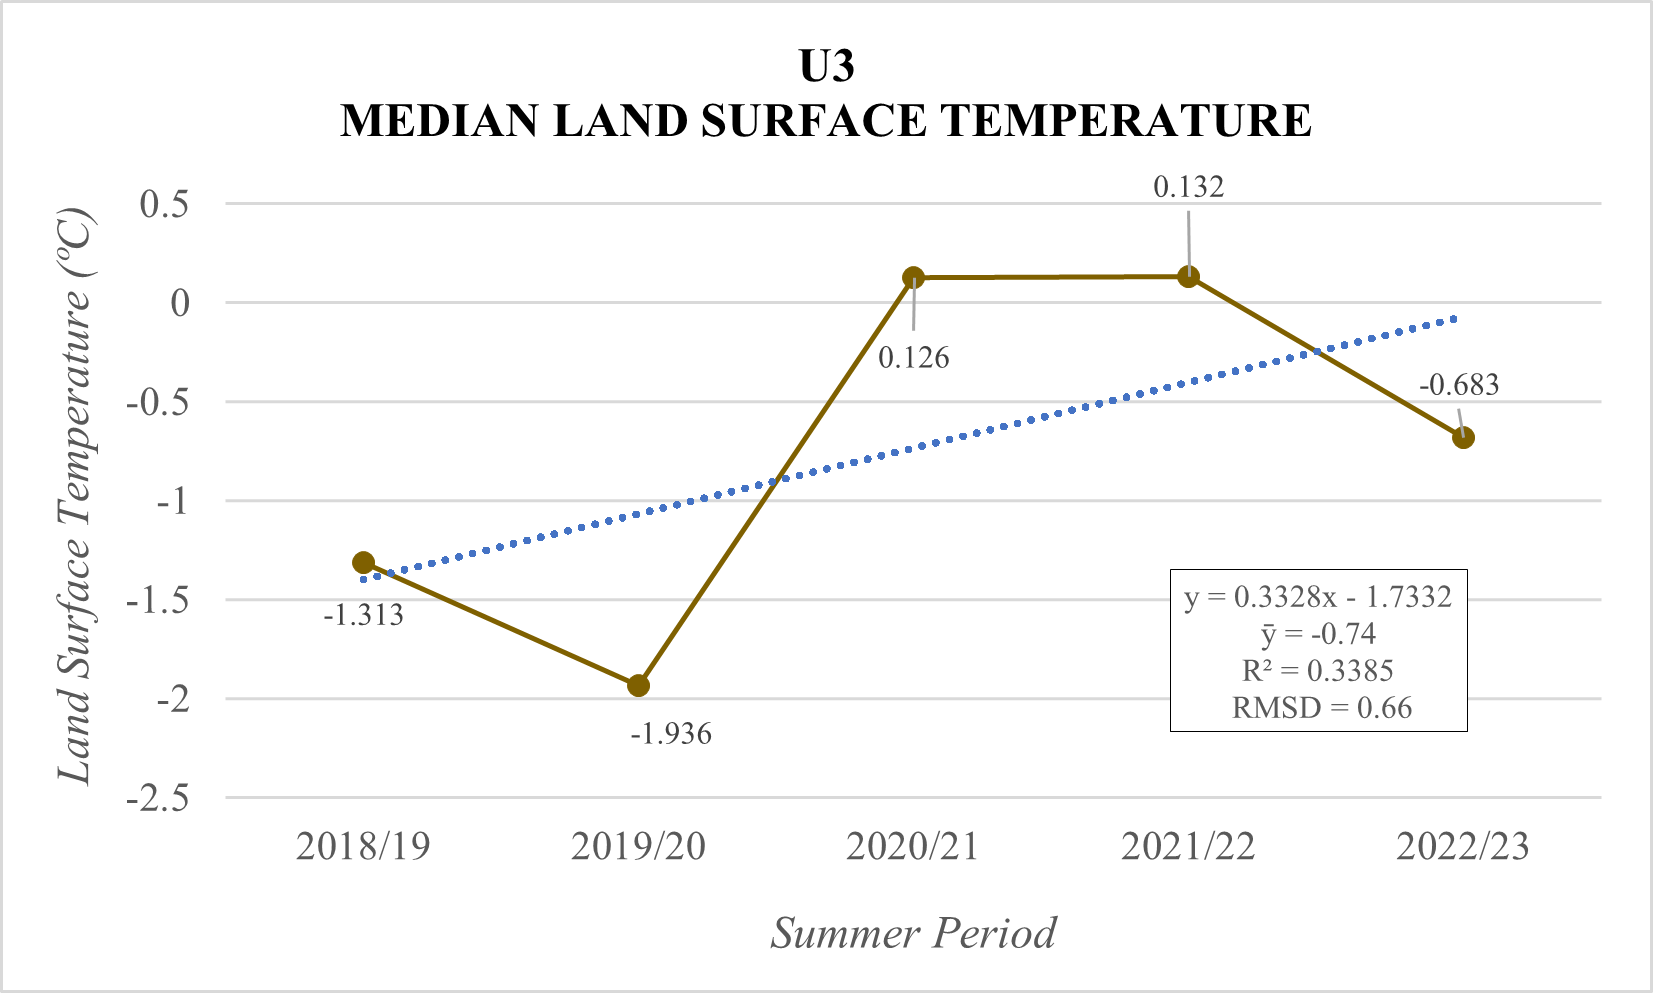 U3
MEDIAN LAND SURFACE TEMPERATURE
Land Surface Temperature (ºC)
0.5
0
-0.5
-1
-1.5
-2
-2.5
-1.313
-1.936
0.126
0.132
-0.683
y = 0.3328x - 1.7332
ȳ = -0.74
R² = 0.3385
RMSD = 0.66
2018/19 2019/20 2020/21 2021/22 2022/23
Summer Period